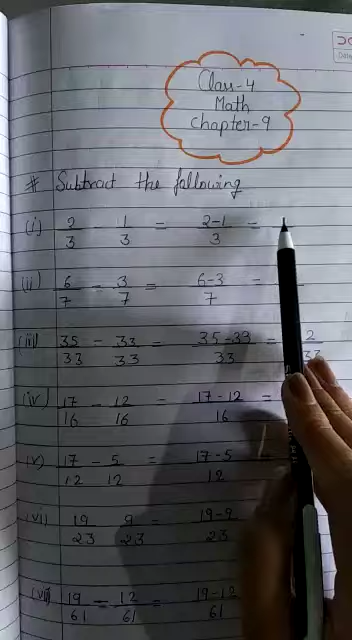 Class-4
Math
Chapter-9
# Subtract the following
(i) 2/3 - 1/3 = 2-1/3 = 1
(ii) 6/7 - 3/7 = 6-3/7 =
(iii) 35/33 - 33/33 = 35-33/33 = 2/33
(iv) 17/16 - 12/16 = 17-12/16 =
(v) 17/12 - 5/12 = 17-5/12
(vi) 19/23 9/23 = 19-9/23
(vii) 19/61 - 12/61 = 19-12/61